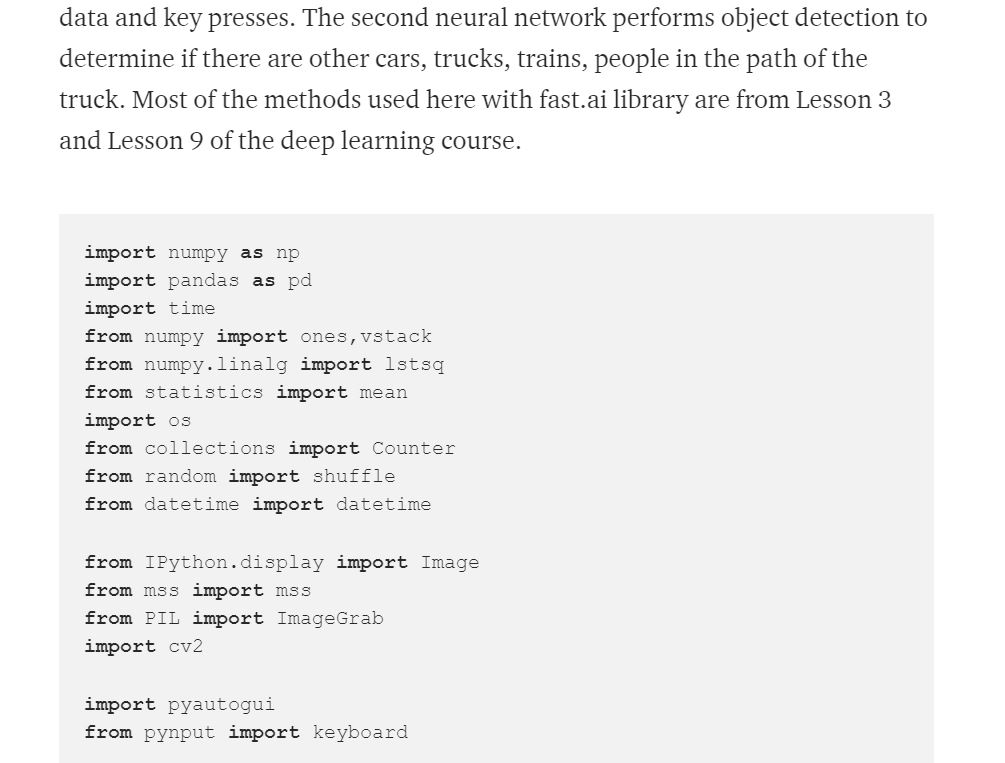 data and key presses. The second neural network performs object detection to
determine if there are other cars, trucks, trains, people in the path of the
truck. Most of the methods used here with fast.ai library are from Lesson 3
and Lesson 9 of the deep learning course.
import numpy as np
import pandas as pd
import time
from numpy import ones,vstack
from numpy.linalg import lstsq
from statistics import mean
import os
from collections import Counter
from random import shuffle
from datetime import datetime
from IPython.display import Image
from mss import mss
from PIL import ImageGrab
import cv2
import pyautogui
from pynput import keyboard